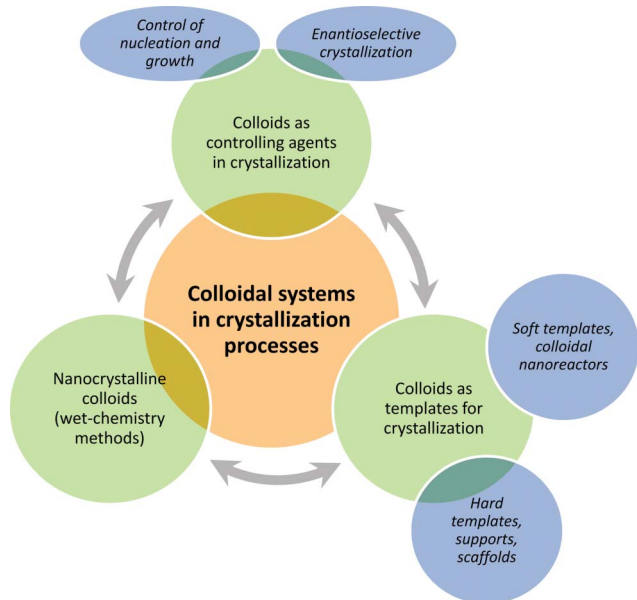 Control of
nucleation and
growth
Enantioselective
crystallization
Colloids as
controlling agents
in crystallization
Colloidal systems
in crystallization
processes
Nanocrystalline
colloids
(wet-chemistry
methods)
Colloids as
templates for
crystallization
Soft templates,
colloidal
nanoreactors
Hard
templates,
supports,
scaffolds